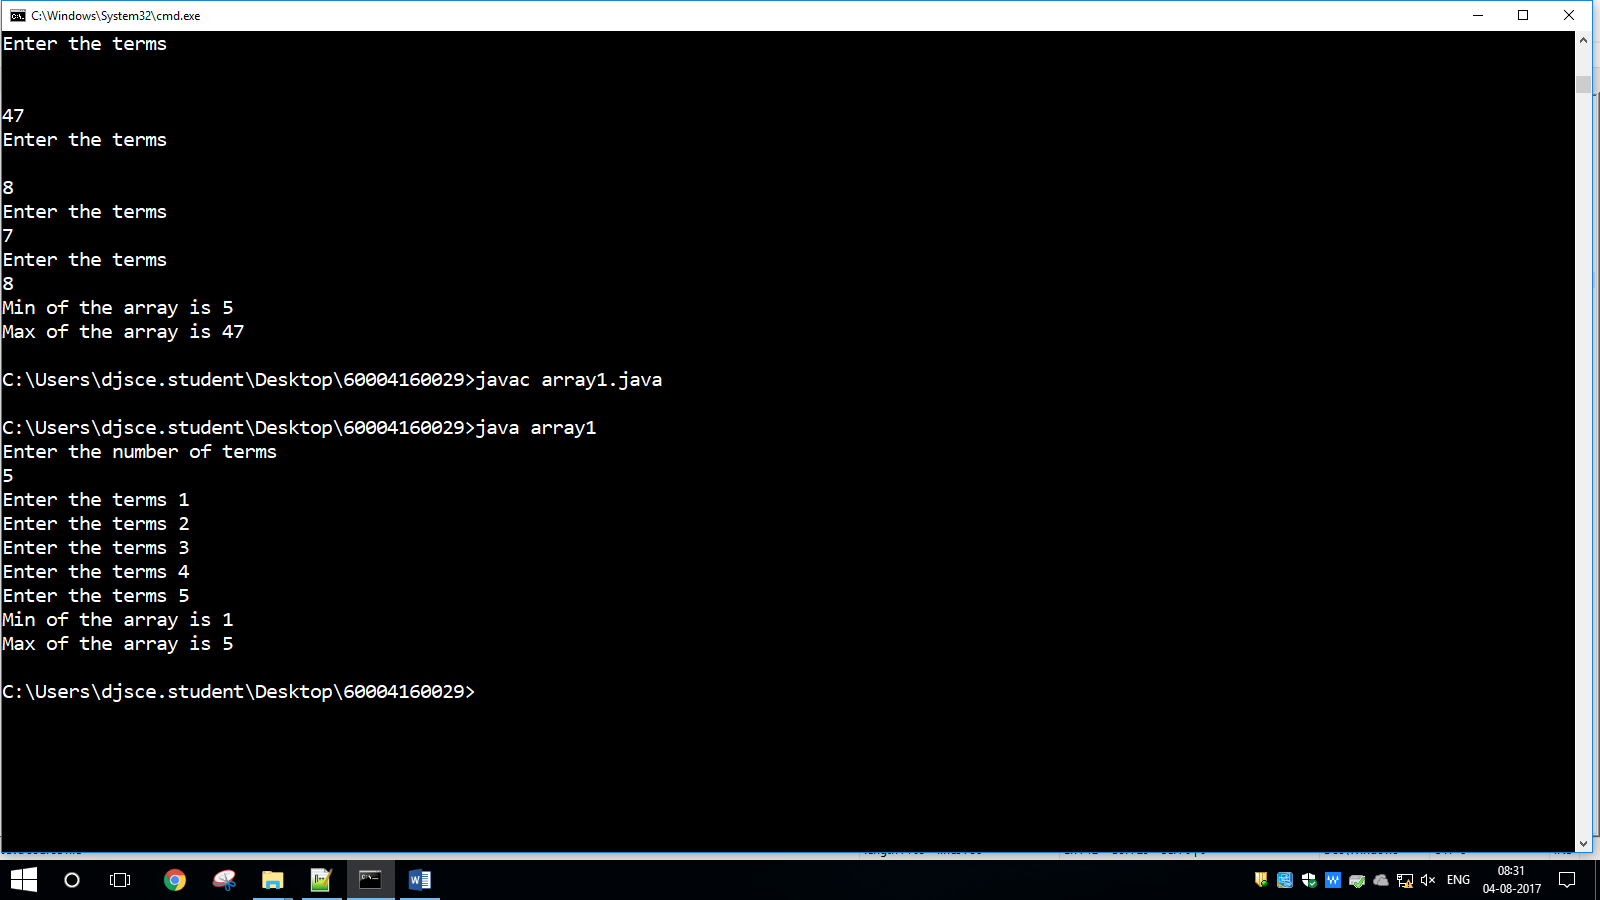 C:\Windows\System32\cmd.exe
Enter the terms
47
Enter the terms
8
Enter the terms
7
Enter the terms
8
Min of the array is 5
Max of the array is 47
C:\Users\djsce.student\Desktop\60004160029>javac array1.java
C:\Users\djsce.student\Desktop\60004160029>java array1
Enter the number of terms
5
Enter the terms 1
Enter the terms 2
Enter the terms 3
Enter the terms 4
Enter the terms 5
Min of the array is 1
Max of the array is 5
C:\Users\djsce.student\Desktop\60004160029>
ENG
08:31
04-08-2017